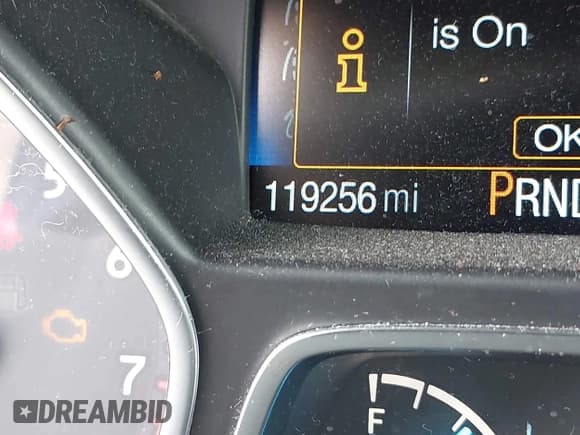 is On
OK
119256 mi
PRND
5
6
7
F
DREAMBID